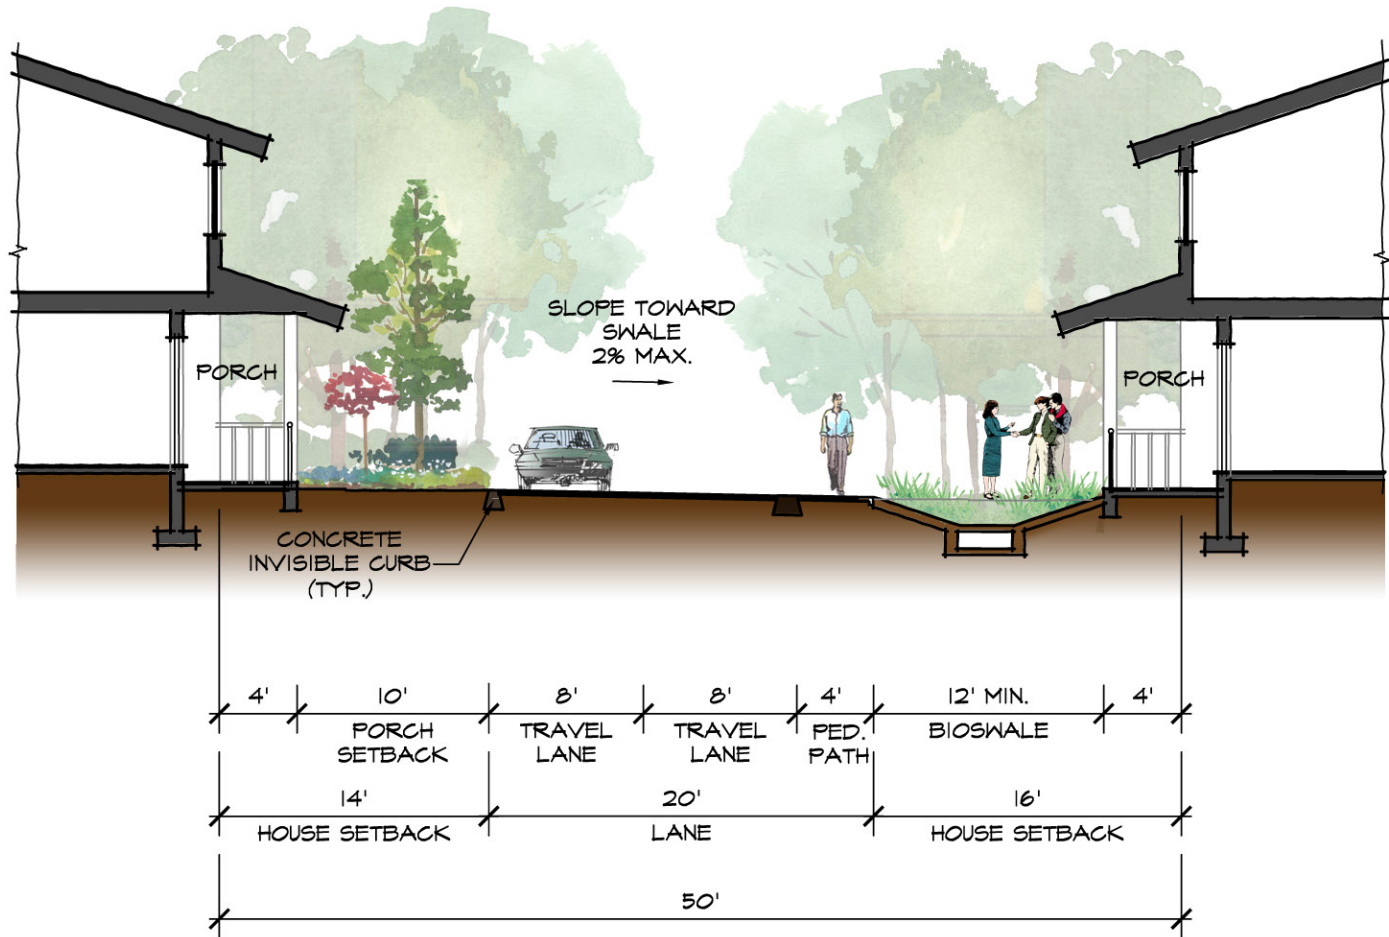 SLOPE TOWARD
SWALE
2% MAX.
PORCH
PORCH
CONCRETE
INVISIBLE CURB
(TYP.)
4' 10' 8' 8' 4' 12' MIN. 4'
PORCH
SETBACK
TRAVEL
LANE
TRAVEL
LANE
PED.
PATH
BIOSWALE
14' 20' 16'
HOUSE SETBACK LANE HOUSE SETBACK
50'